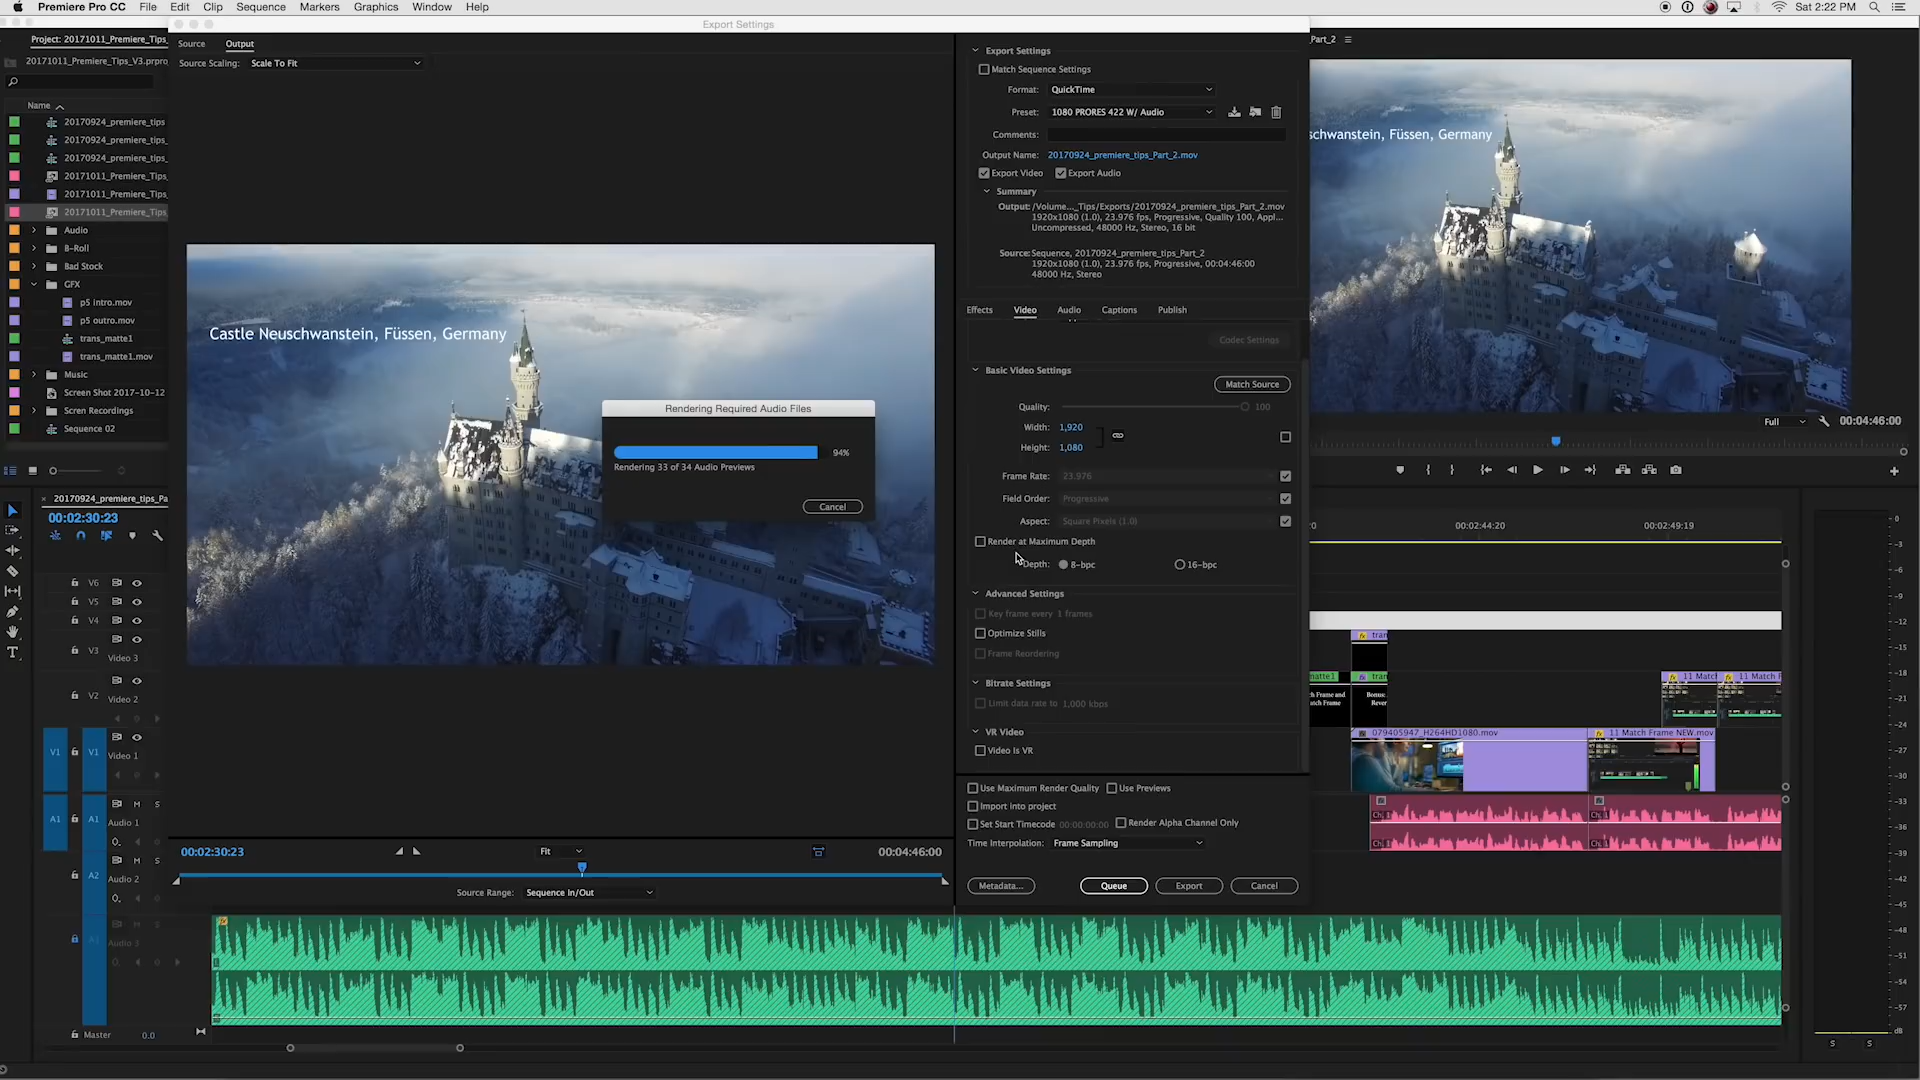 Premiere Pro CC File Edit Clip Sequence Markers Graphics Window Help
Sat 2:22 PM
Export Settings
Project: 20171011_Premiere_Tips_
20171011_Premiere_Tips_V3.prpro
Name
20170924_premiere_tips
20170924_premiere_tips
20170924_premiere_tips
20171011_Premiere_Tips
20171011_Premiere_Tips
20171011_Premiere_Tips
Audio
B-Roll
Bad Stock
GFX
p5 intro.mov
p5 outro.mov
trans_matte1
trans_matte1.mov
Music
Screen Shot 2017-10-12
Scren Recordings
Sequence 02
Source Output
Source Scaling: Scale To Fit
Castle Neuschwanstein, Füssen, Germany
Rendering Required Audio Files
94%
Rendering 33 of 34 Audio Previews
Cancel
00:02:30:23 Fit 00:04:46:00
Source Range: Sequence In/Out
Export Settings
Match Sequence Settings
Format: QuickTime
Preset: 1080 PRORES 422 W/ Audio
Comments:
Output Name: 20170924_premiere_tips_Part_2.mov
Export Video Export Audio
Summary
Output: /Volume..._Tips/Exports/20170924_premiere_tips_Part_2.mov
1920x1080 (1.0), 23.976 fps, Progressive, Quality 100, Appl...
Uncompressed, 48000 Hz, Stereo, 16 bit
Source: Sequence, 20170924_premiere_tips_Part_2
1920x1080 (1.0), 23.976 fps, Progressive, 00:04:46:00
48000 Hz, Stereo
Effects Video Audio Captions Publish
Codec Settings
Basic Video Settings
Match Source
Quality: 100
Width: 1,920
Height: 1,080
Frame Rate: 23.976
Field Order: Progressive
Aspect: Square Pixels (1.0)
Render at Maximum Depth
Depth: 8-bpc 16-bpc
Advanced Settings
Key frame every 1 frames
Optimize Stills
Frame Reordering
Bitrate Settings
Limit data rate to 1,000 kbps
VR Video
Video Is VR
Use Maximum Render Quality Use Previews
Import into project
Set Start Timecode 00:00:00:00 Render Alpha Channel Only
Time Interpolation: Frame Sampling
Metadata... Queue Export Cancel
Part_2
schwanstein, Füssen, Germany
Full 00:04:46:00
20170924_premiere_tips_Pa
00:02:30:23
00:02:44:20 00:02:49:19
V6
V5
V4
V3
Video 3
V2
Video 2
V1 V1
Video 1
A1 A1 M S
Audio 1
A2 M S
Audio 2
A3 M S
Audio 3
Master 0.0
tran
matte1 tran
11 Match 11 Match F
Frame and
tch Frame
Bonus:
Rever
079405947_H264HD1080.mov 11 Match Frame NEW.mov
Ch. 1 Ch. 1
Ch. 1
0
-3
-6
-9
-12
-15
-18
-21
-24
-27
-30
-33
-36
-39
-42
-45
-48
-51
-54
-57
dB
S S